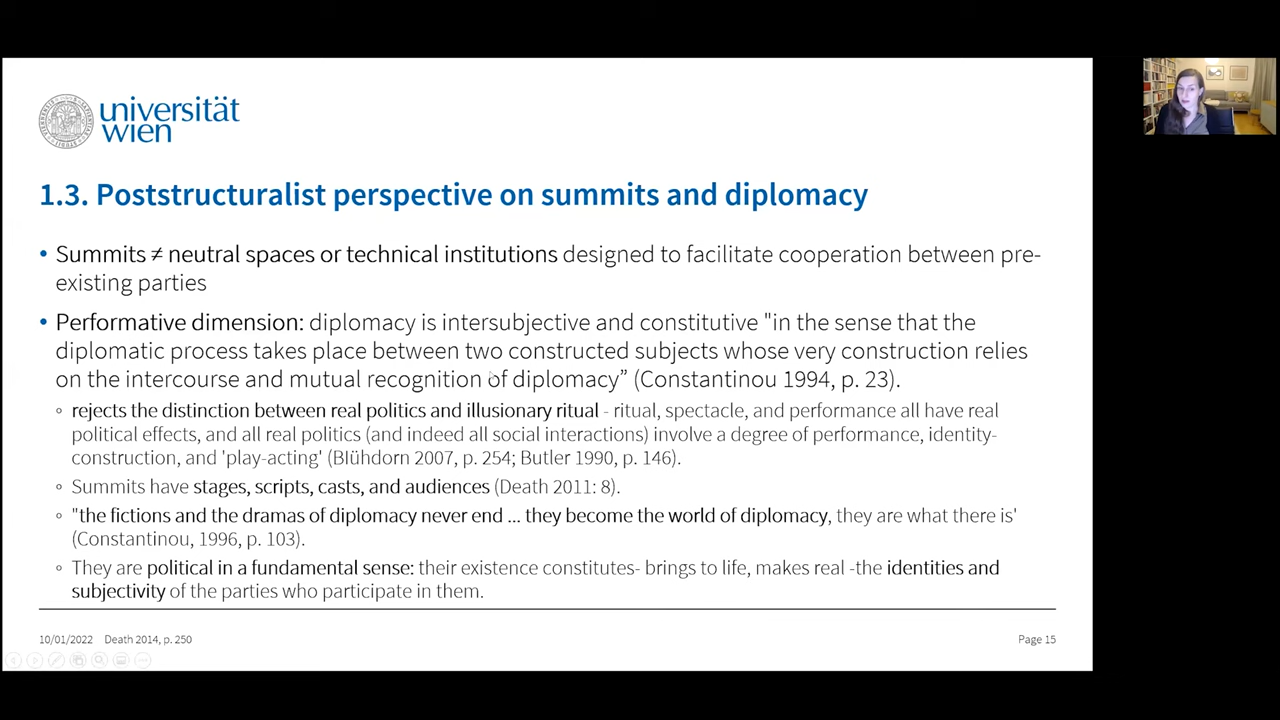 universität
wien
1.3. Poststructuralist perspective on summits and diplomacy
• Summits ≠ neutral spaces or technical institutions designed to facilitate cooperation between pre-
existing parties
• Performative dimension: diplomacy is intersubjective and constitutive "in the sense that the
diplomatic process takes place between two constructed subjects whose very construction relies
on the intercourse and mutual recognition of diplomacy” (Constantinou 1994, p. 23).
◦ rejects the distinction between real politics and illusionary ritual - ritual, spectacle, and performance all have real
political effects, and all real politics (and indeed all social interactions) involve a degree of performance, identity-
construction, and 'play-acting' (Blühdorn 2007, p. 254; Butler 1990, p. 146).
◦ Summits have stages, scripts, casts, and audiences (Death 2011: 8).
◦ "the fictions and the dramas of diplomacy never end ... they become the world of diplomacy, they are what there is'
(Constantinou, 1996, p. 103).
◦ They are political in a fundamental sense: their existence constitutes- brings to life, makes real -the identities and
subjectivity of the parties who participate in them.
10/01/2022 Death 2014, p. 250 Page 15